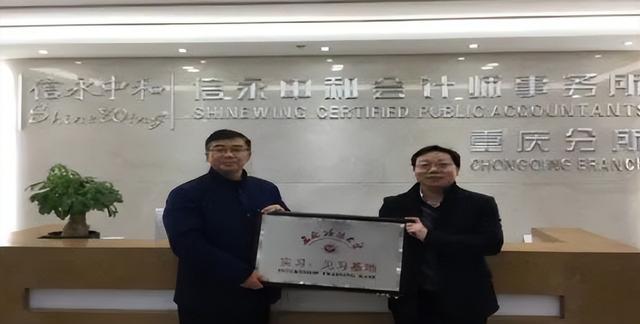 信永中和
ShineWing
信永中和会计师事务所
SHINEWING CERTIFIED PUBLIC ACCOUNTANTS
重庆分所
CHONGQING BRANCH
实习、见习基地
INTERNSHIP TRAINING BASE